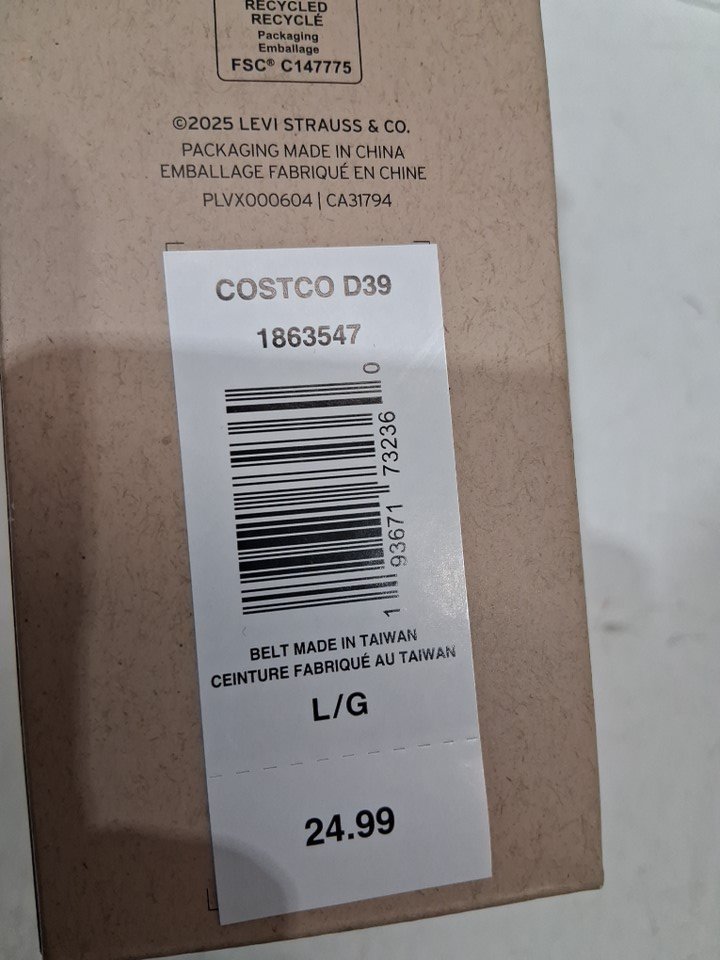 RECYCLED
RECYCLÉ
Packaging
Emballage
FSC® C147775
©2025 LEVI STRAUSS & CO.
PACKAGING MADE IN CHINA
EMBALLAGE FABRIQUÉ EN CHINE
PLVX000604 | CA31794
COSTCO D39
1863547
1 93671 73236 0
BELT MADE IN TAIWAN
CEINTURE FABRIQUÉ AU TAIWAN
L/G
24.99